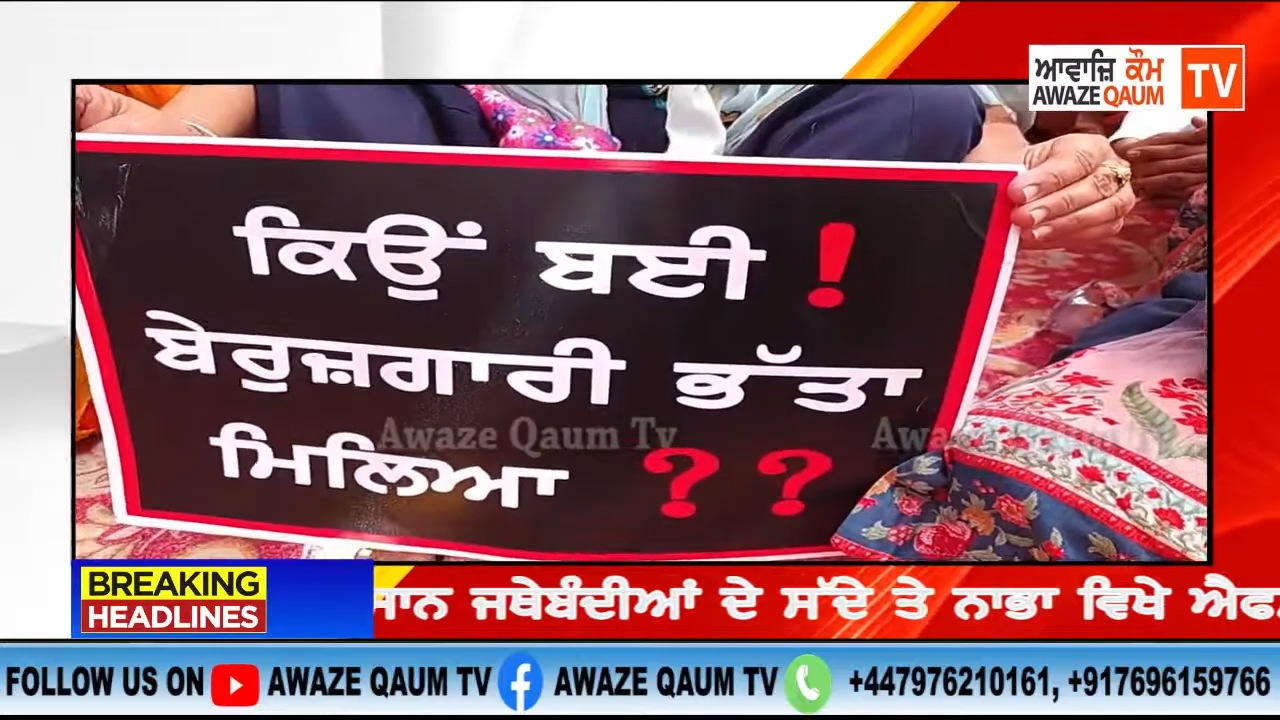 ਆਵਾਜ਼ਿ ਕੌਮ
AWAZE QAUM
TV
ਕਿਉਂ ਬਈ !
ਬੇਰੁਜ਼ਗਾਰੀ ਭੱਤਾ
ਮਿਲਿਆ ??
Awaze Qaum Tv
BREAKING
HEADLINES
ਜਥੇਬੰਦੀਆਂ ਦੇ ਸੱਦੇ ਤੇ ਨਾਭਾ ਵਿਖੇ
FOLLOW US ON AWAZE QAUM TV AWAZE QAUM TV +447976210161, +917696159766